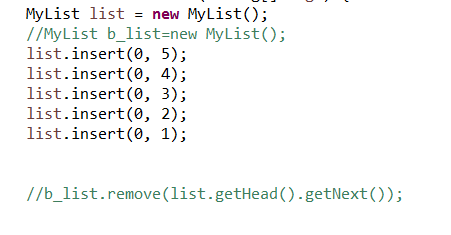 MyList list = new MyList();
//MyList b_list=new MyList();
list.insert(0, 5);
list.insert(0, 4);
list.insert(0, 3);
list.insert(0, 2);
list.insert(0, 1);
//b_list.remove(list.getHead().getNext());